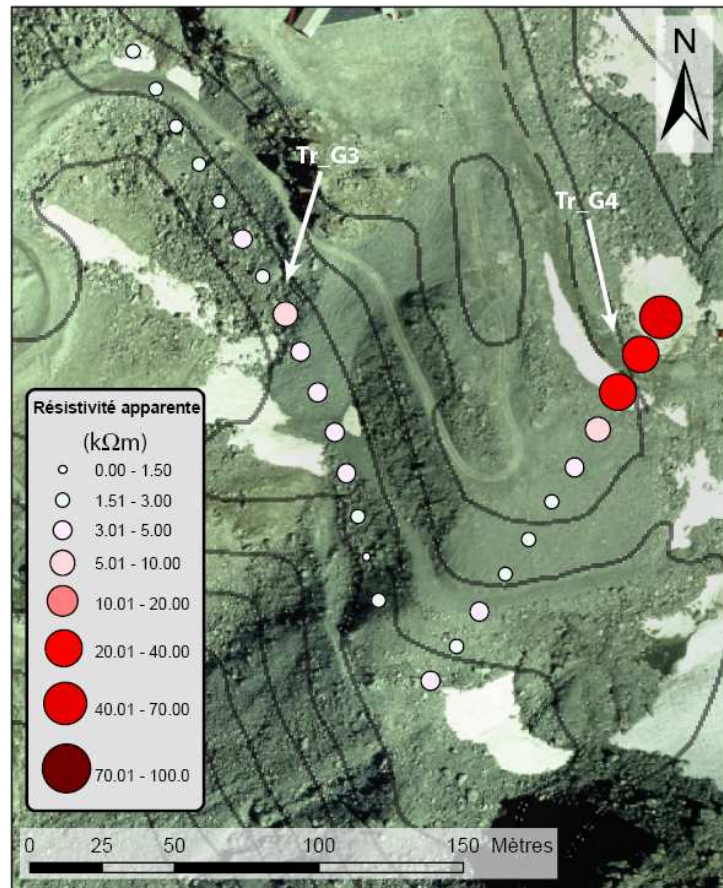 N
Tr_G3
Tr_G4
Résistivité apparente
(kΩm)
0.00 - 1.50
1.51 - 3.00
3.01 - 5.00
5.01 - 10.00
10.01 - 20.00
20.01 - 40.00
40.01 - 70.00
70.01 - 100.0
0 25 50 100 150 Mètres